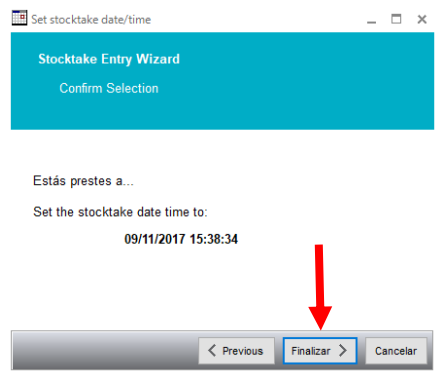 Set stocktake date/time
Stocktake Entry Wizard
Confirm Selection
Estás prestes a...
Set the stocktake date time to:
09/11/2017 15:38:34
Previous Finalizar Cancelar